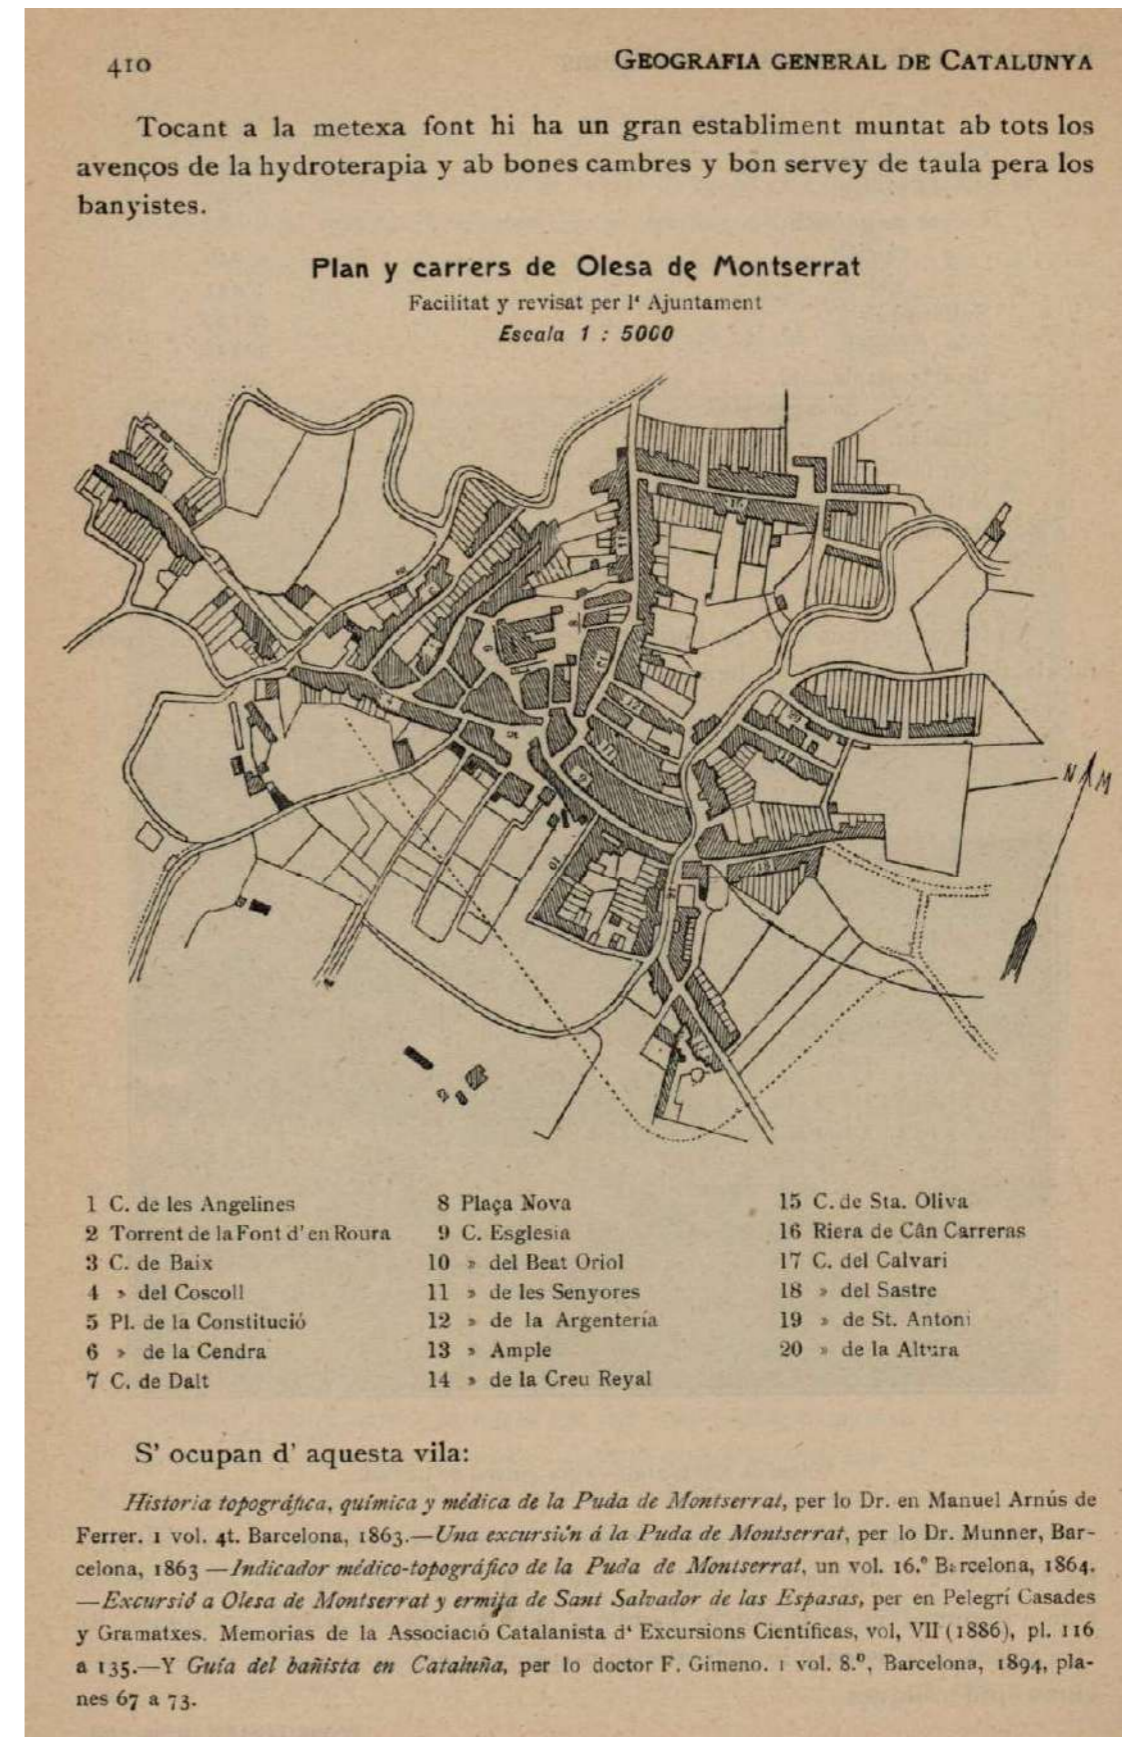 410
GEOGRAFIA GENERAL DE CATALUNYA
Tocant a la metexa font hi ha un gran establiment muntat ab tots los
avenços de la hydroterapia y ab bones cambres y bon servey de taula pera los
banyistes.
Plan y carrers de Olesa de Montserrat
Facilitat y revisat per l' Ajuntament
Escala 1 : 5000
N M
1 C. de les Angelines
2 Torrent de la Font d' en Roura
3 C. de Baix
4 » del Coscoll
5 Pl. de la Constitució
6 » de la Cendra
7 C. de Dalt
8 Plaça Nova
9 C. Esglesia
10 » del Beat Oriol
11 » de les Senyores
12 » de la Argentería
13 » Ample
14 » de la Creu Reyal
15 C. de Sta. Oliva
16 Riera de Cân Carreras
17 C. del Calvari
18 » del Sastre
19 » de St. Antoni
20 » de la Altura
S' ocupan d' aquesta vila:
Historia topográfica, química y médica de la Puda de Montserrat, per lo Dr. en Manuel Arnús de
Ferrer. 1 vol. 4t. Barcelona, 1863.—Una excursión á la Puda de Montserrat, per lo Dr. Munner, Bar-
celona, 1863—Indicador médico-topográfico de la Puda de Montserrat, un vol. 16.º Barcelona, 1864.
—Excursió a Olesa de Montserrat y ermita de Sant Salvador de las Espasas, per en Pelegrí Casades
y Gramatxes. Memorias de la Associació Catalanista d' Excursions Científicas, vol, VII (1886), pl. 116
a 135.—Y Guía del bañista en Cataluña, per lo doctor F. Gimeno. 1 vol. 8.º, Barcelona, 1894, pla-
nes 67 a 73.